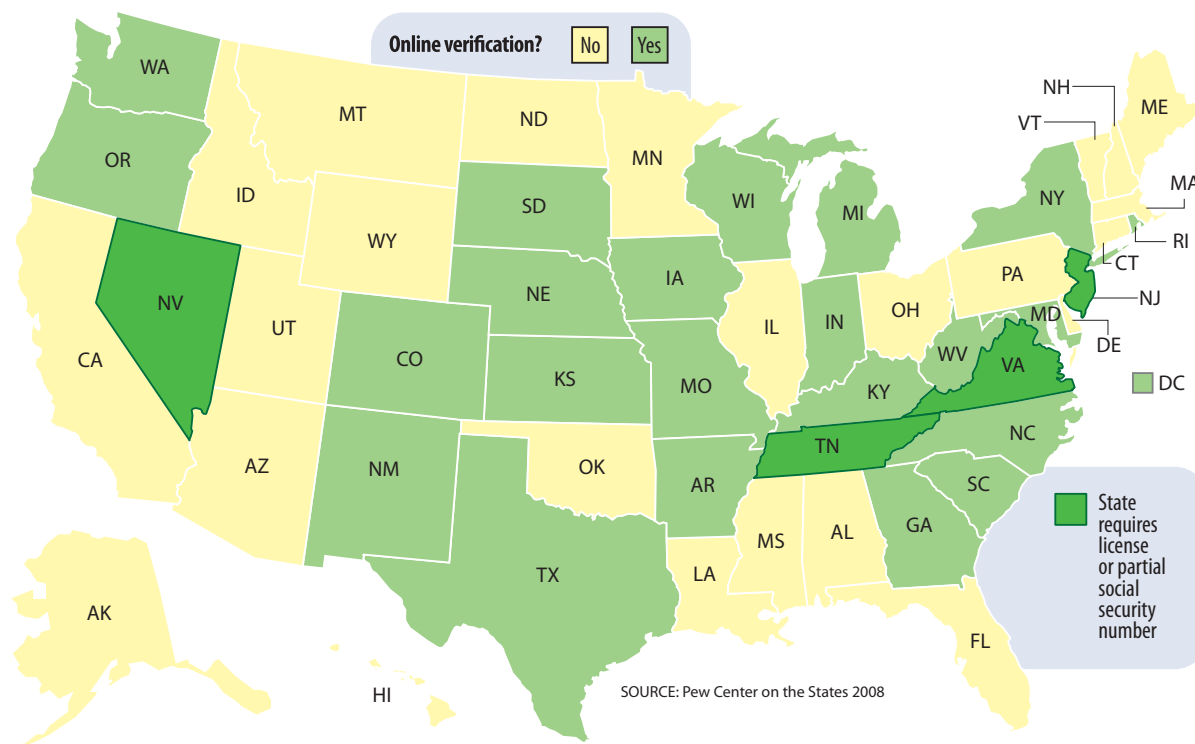 Online verification? No Yes
WA
MT
ND
MN
NH
ME
VT
OR
ID
SD
WI
MI
NY
MA
WY
RI
IA
PA
CT
NV
NE
NJ
UT
IL
IN
OH
MD
CA
CO
WV
DE
KS
MO
KY
VA
DC
AZ
NM
OK
TN
NC
AR
SC
GA
MS
AL
TX
LA
AK
FL
HI
State
requires
license
or partial
social
security
number
SOURCE: Pew Center on the States 2008